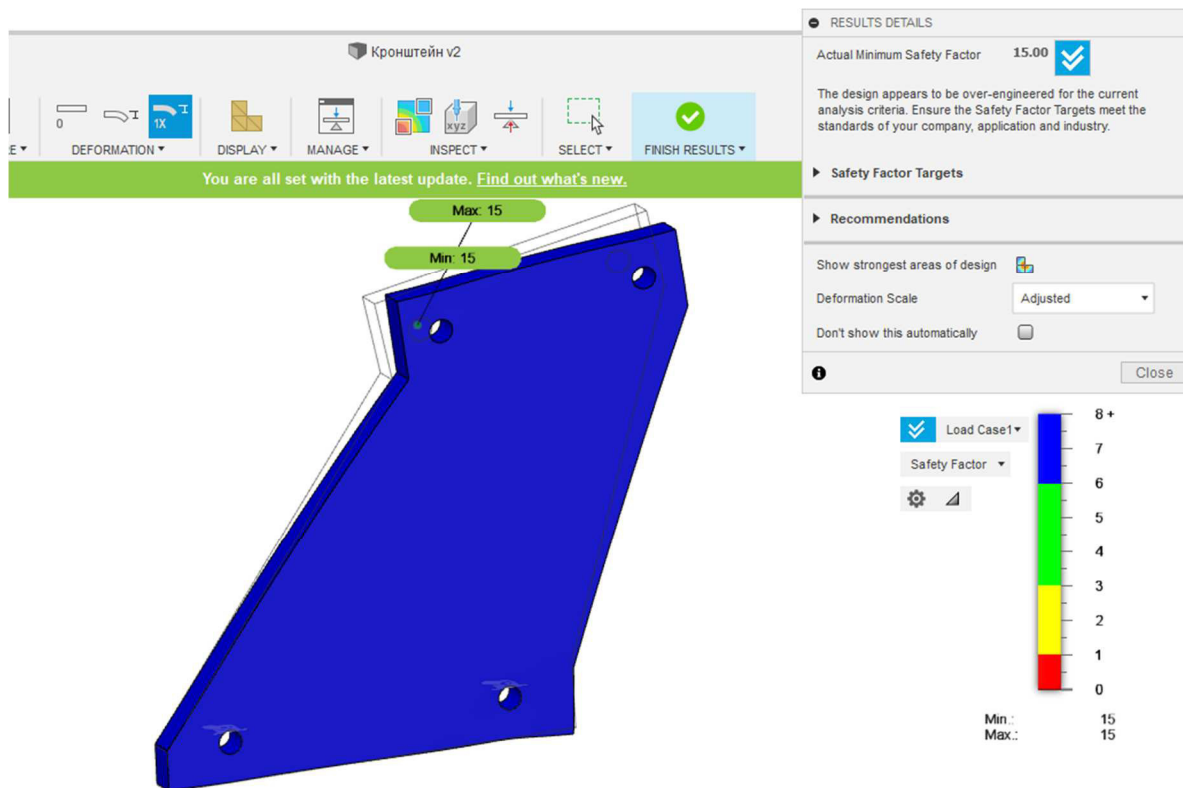 Кронштейн v2
0
1X
E
DEFORMATION
DISPLAY
MANAGE
xyz
INSPECT
SELECT
FINISH RESULTS
You are all set with the latest update. Find out what's new.
RESULTS DETAILS
Actual Minimum Safety Factor 15.00
The design appears to be over-engineered for the current
analysis criteria. Ensure the Safety Factor Targets meet the
standards of your company, application and industry.
Safety Factor Targets
Recommendations
Show strongest areas of design
Deformation Scale Adjusted
Don't show this automatically
Close
Max: 15
Min: 15
Load Case1
Safety Factor
8 +
7
6
5
4
3
2
1
0
Min.: 15
Max.: 15